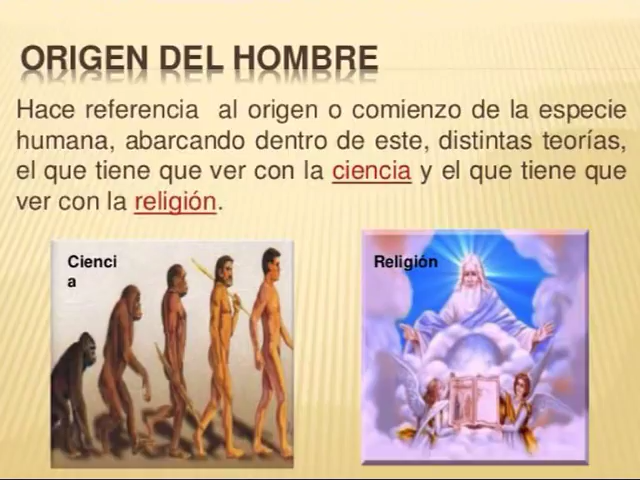 ORIGEN DEL HOMBRE
Hace referencia al origen o comienzo de la especie
humana, abarcando dentro de este, distintas teorías,
el que tiene que ver con la ciencia y el que tiene que
ver con la religión.
Cienci
a
Religión